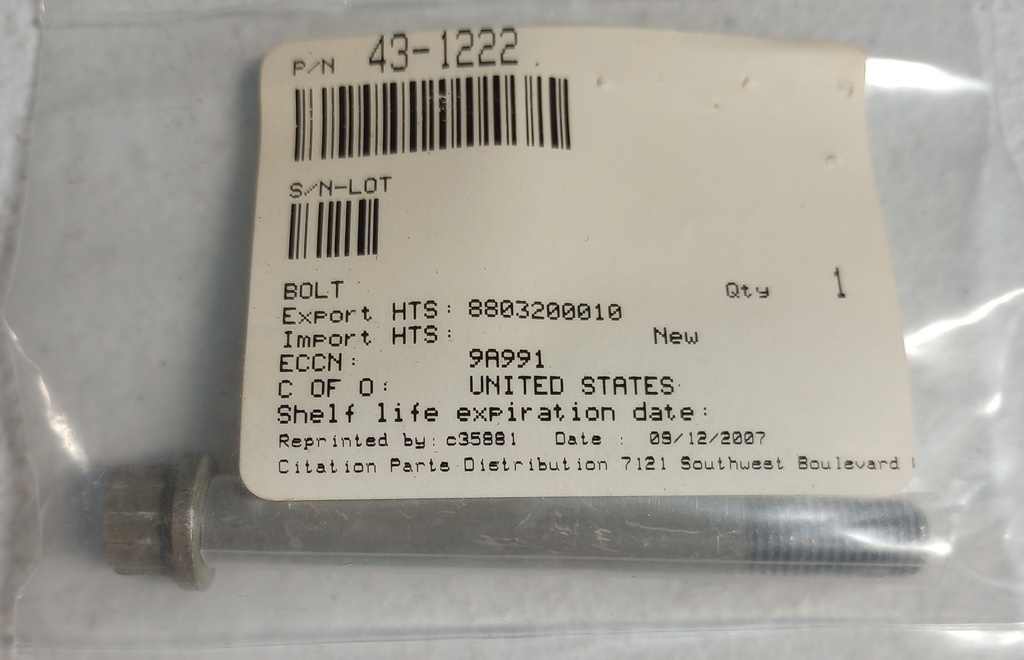 P/N 43-1222
S/N-LOT
BOLT Qty 1
Export HTS: 8803200010
Import HTS: New
ECCN: 9A991
C OF O: UNITED STATES
Shelf life expiration date:
Reprinted by: c35881 Date : 09/12/2007
Citation Parts Distribution 7121 Southwest Boulevard